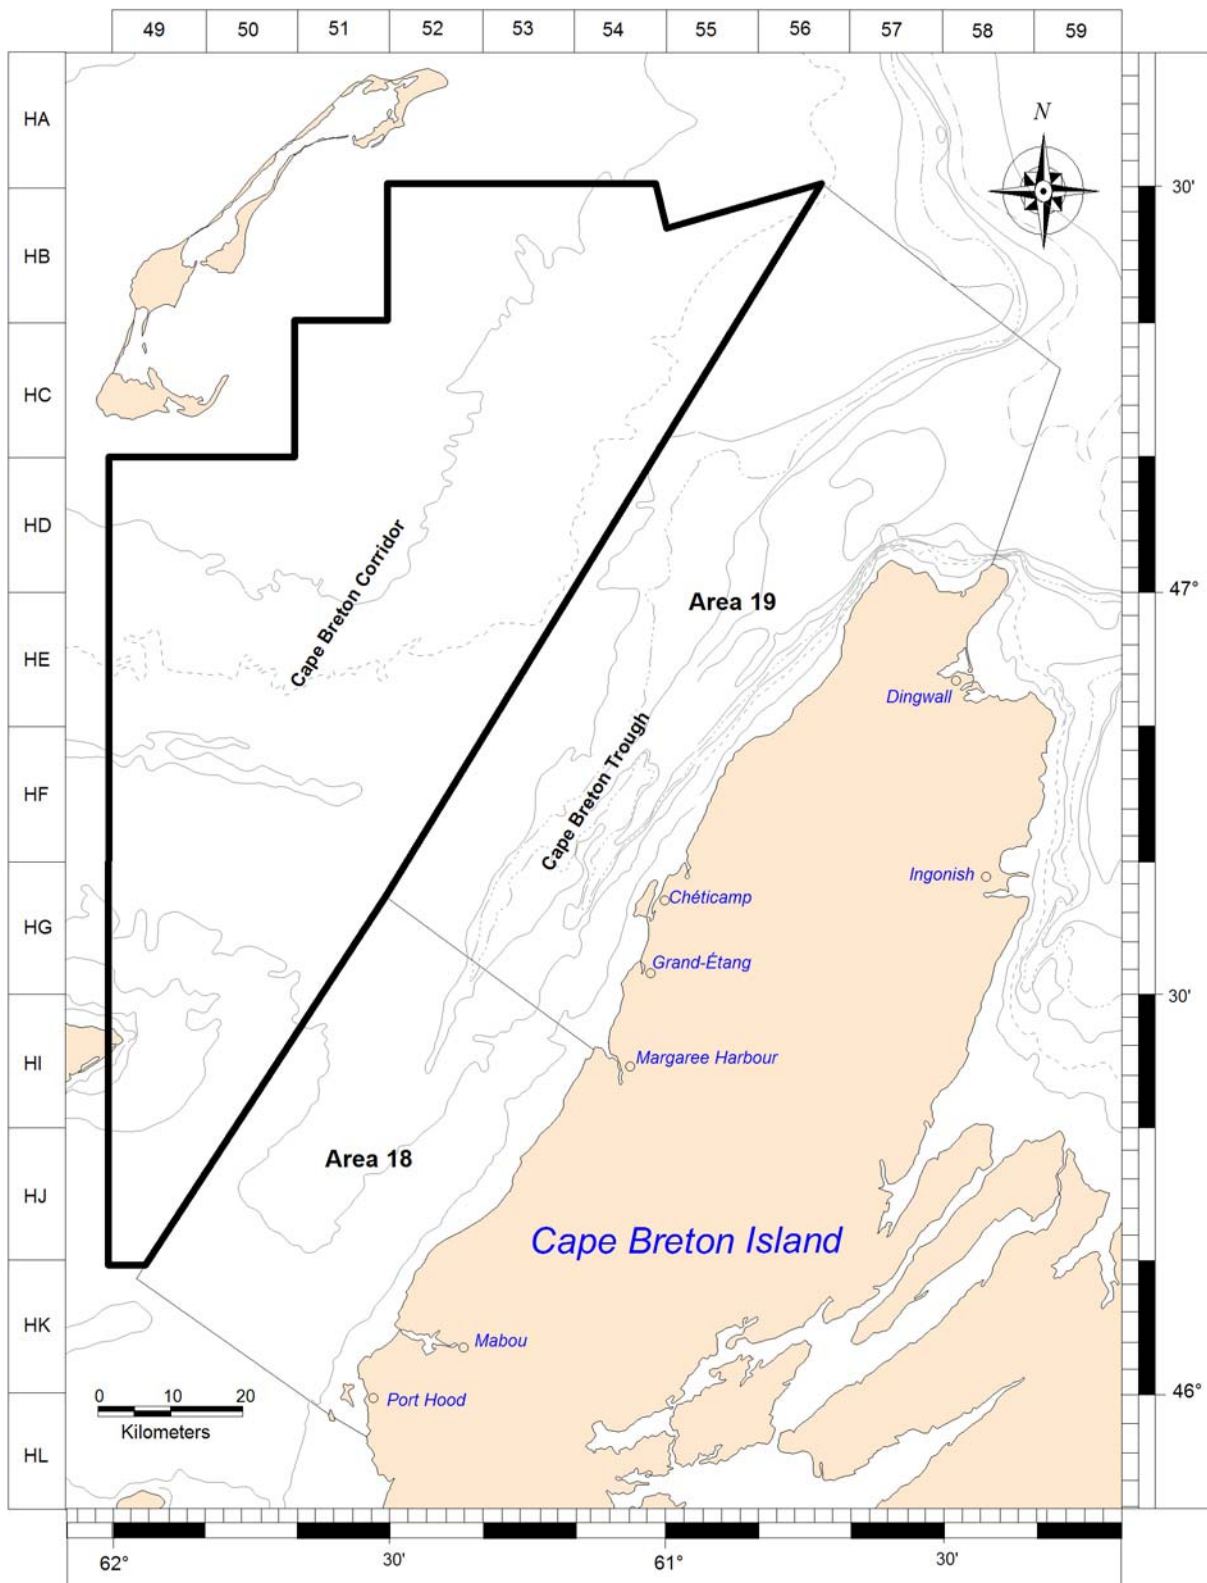 49 50 51 52 53 54 55 56 57 58 59
HA
N
30'
HB
HC
HD
Cape Breton Corridor
47°
Area 19
HE
Dingwall
Cape Breton Trough
HF
Ingonish
Chéticamp
HG
Grand-Étang
30'
HI
Margaree Harbour
Area 18
HJ
Cape Breton Island
HK
Mabou
0 10 20
Kilometers
Port Hood
46°
HL
62° 30' 61° 30'